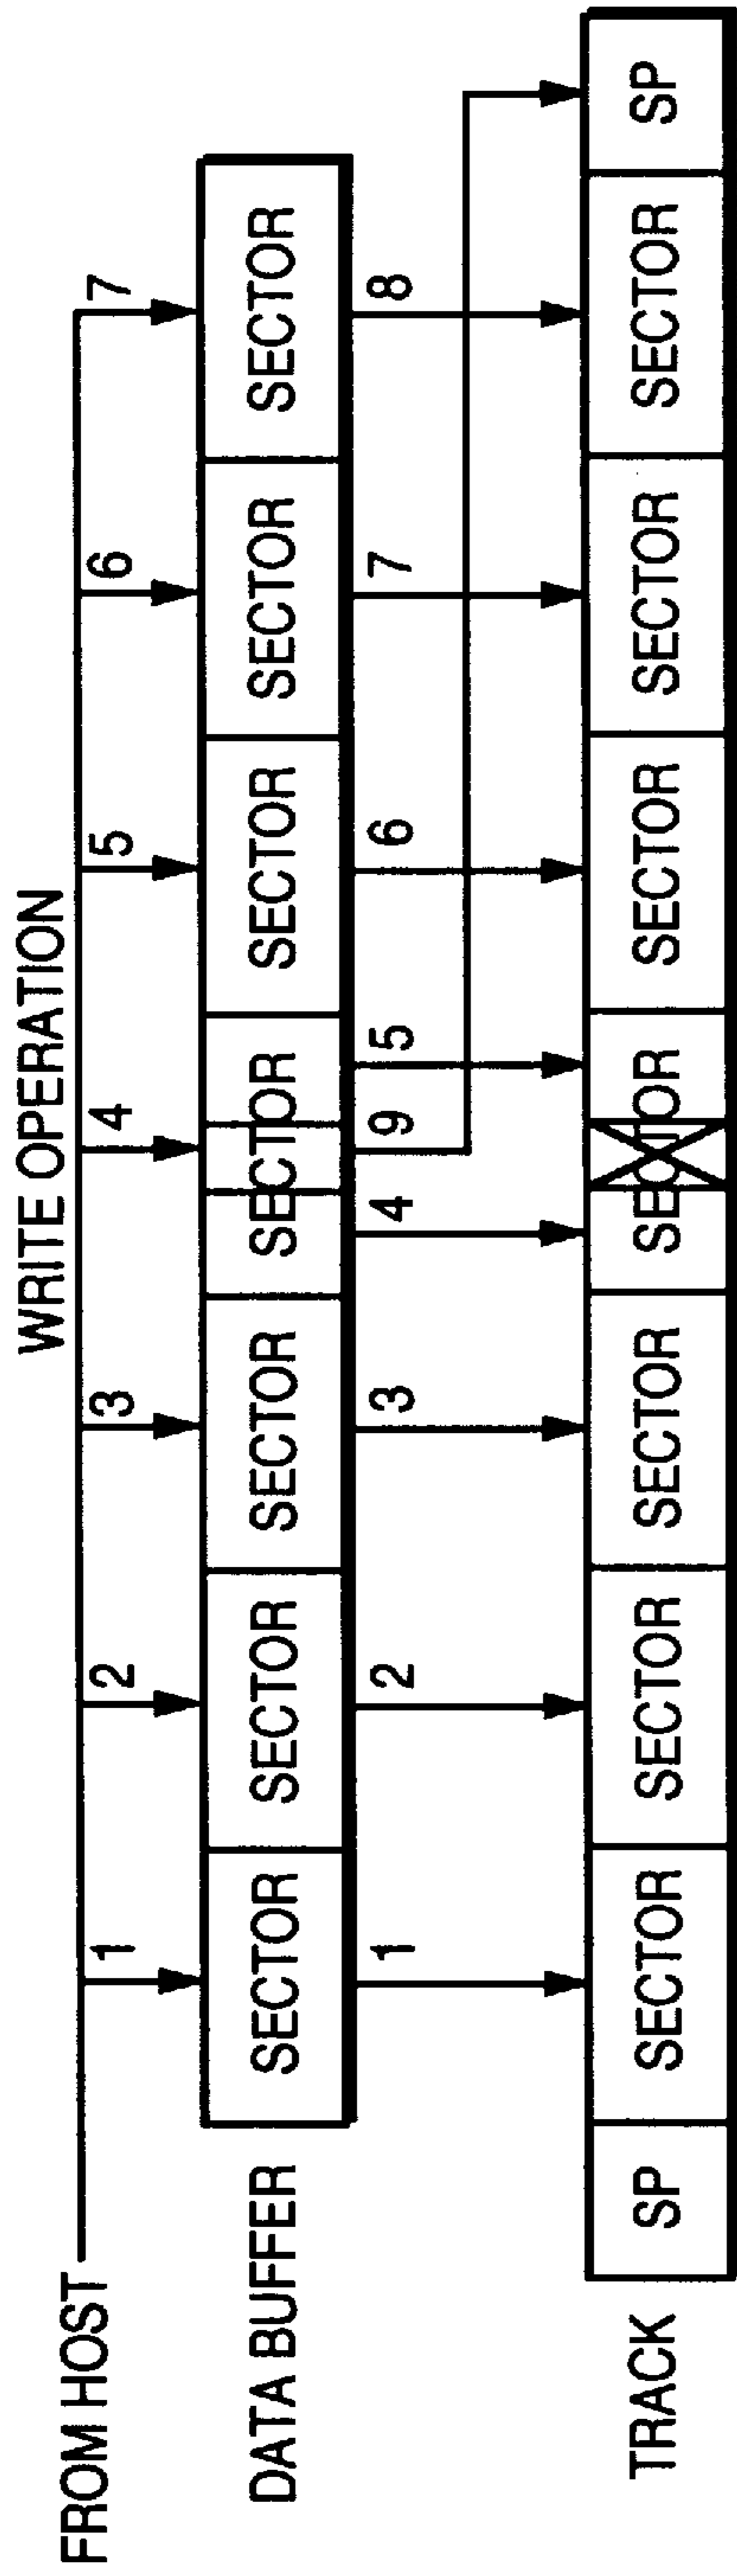 WRITE OPERATION
FROM HOST
1 2 3 4 5 6 7
DATA BUFFER SECTOR SECTOR SECTOR SECTOR SECTOR SECTOR SECTOR
1 2 3 4 9 5 6 7 8
TRACK SP SECTOR SECTOR SECTOR SECTOR SECTOR SECTOR SECTOR SP